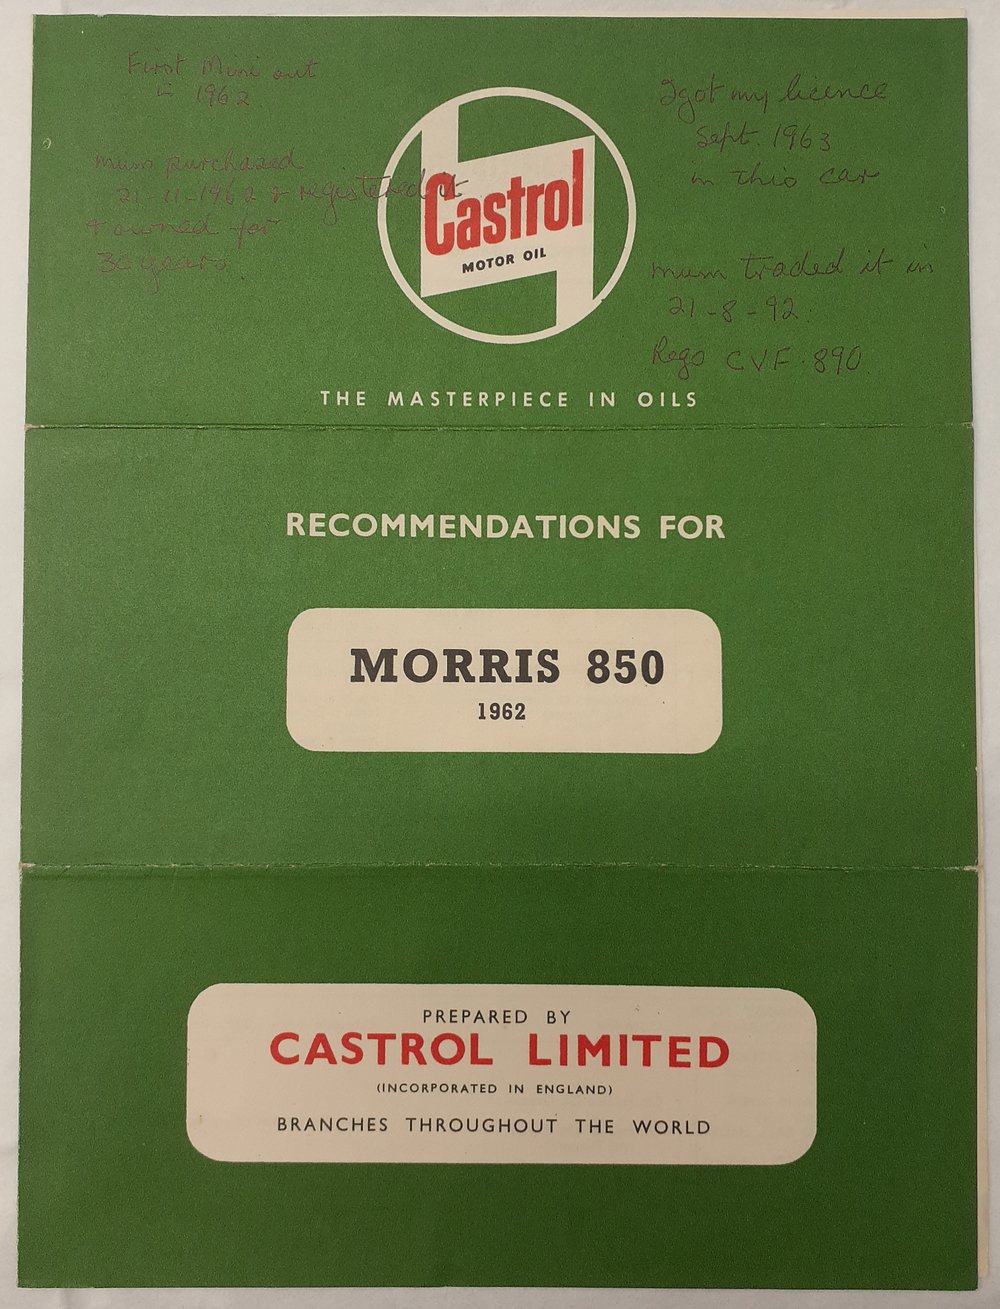 First Mini out
in 1962.
mum purchased
21-11-1962 & registered it
& owned for
30 years.
I got my licence
Sept. 1963
in this car
mum traded it in
21-8-92.
Rego CVF.890
Castrol
MOTOR OIL
THE MASTERPIECE IN OILS
RECOMMENDATIONS FOR
MORRIS 850
1962
PREPARED BY
CASTROL LIMITED
(INCORPORATED IN ENGLAND)
BRANCHES THROUGHOUT THE WORLD